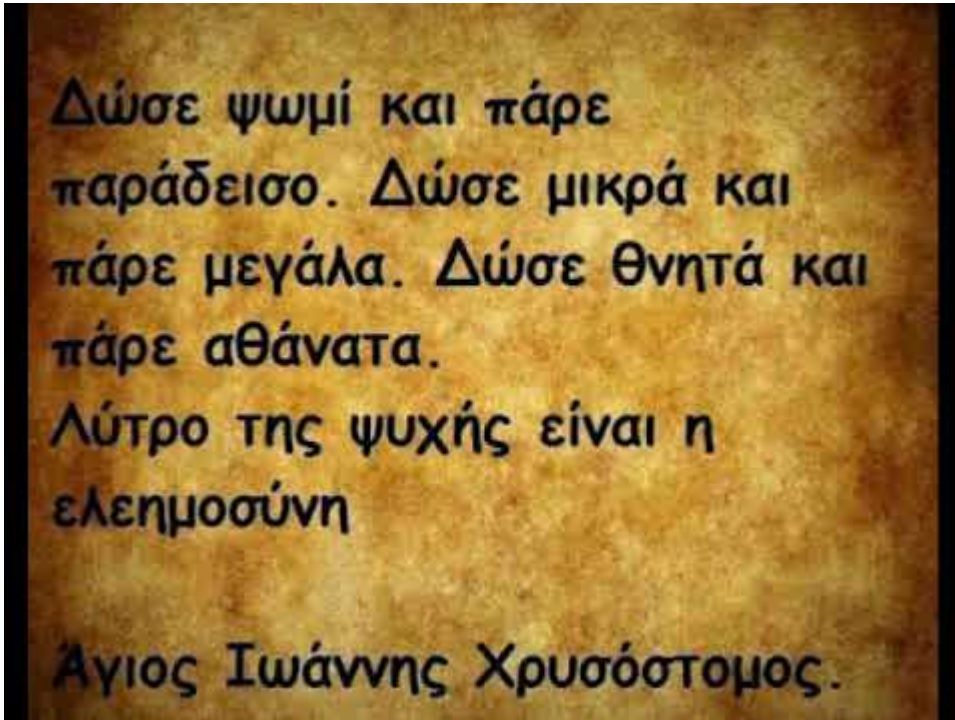 Δώσε ψωμί και πάρε
παράδεισο. Δώσε μικρά και
πάρε μεγάλα. Δώσε θνητά και
πάρε αθάνατα.
Λύτρο της ψυχής είναι η
ελεημοσύνη
Άγιος Ιωάννης Χρυσόστομος.